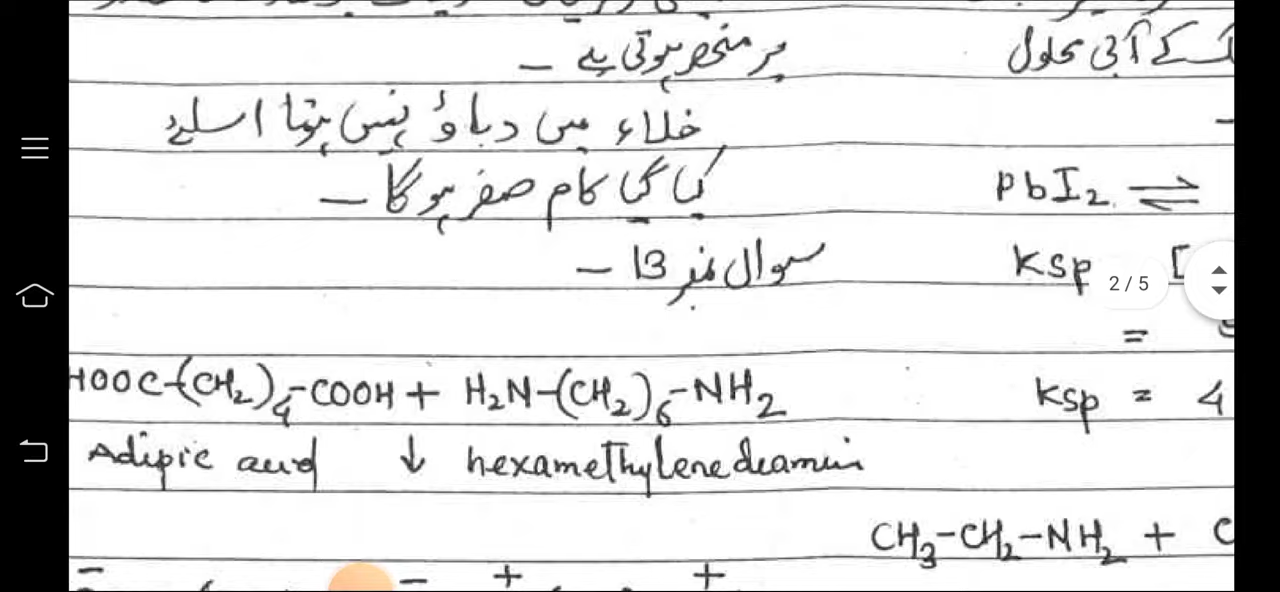 پر منحصر ہوتی ہے –
خلاء میں دباؤ نہیں ہوتا اسلئے
کیا گیا کام صفر ہوگا –
سوال نمبر 13 –
HOOC-(CH₂)₄-COOH + H₂N-(CH₂)₆-NH₂
Adipic acid ↓ hexamethylenediamin
– – + +
کے آبی محلول
–
PbI₂ ⇌
Ksp [
=
Ksp = 4
CH₃-CH₂-NH₂ + C
2 / 5